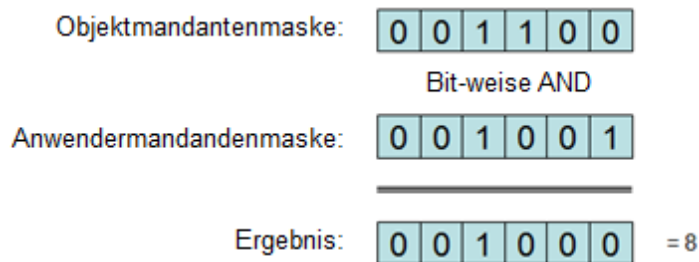 Objektmandantenmaske: 0 0 1 1 0 0
Bit-weise AND
Anwendermandandenmaske: 0 0 1 0 0 1
Ergebnis: 0 0 1 0 0 0 = 8